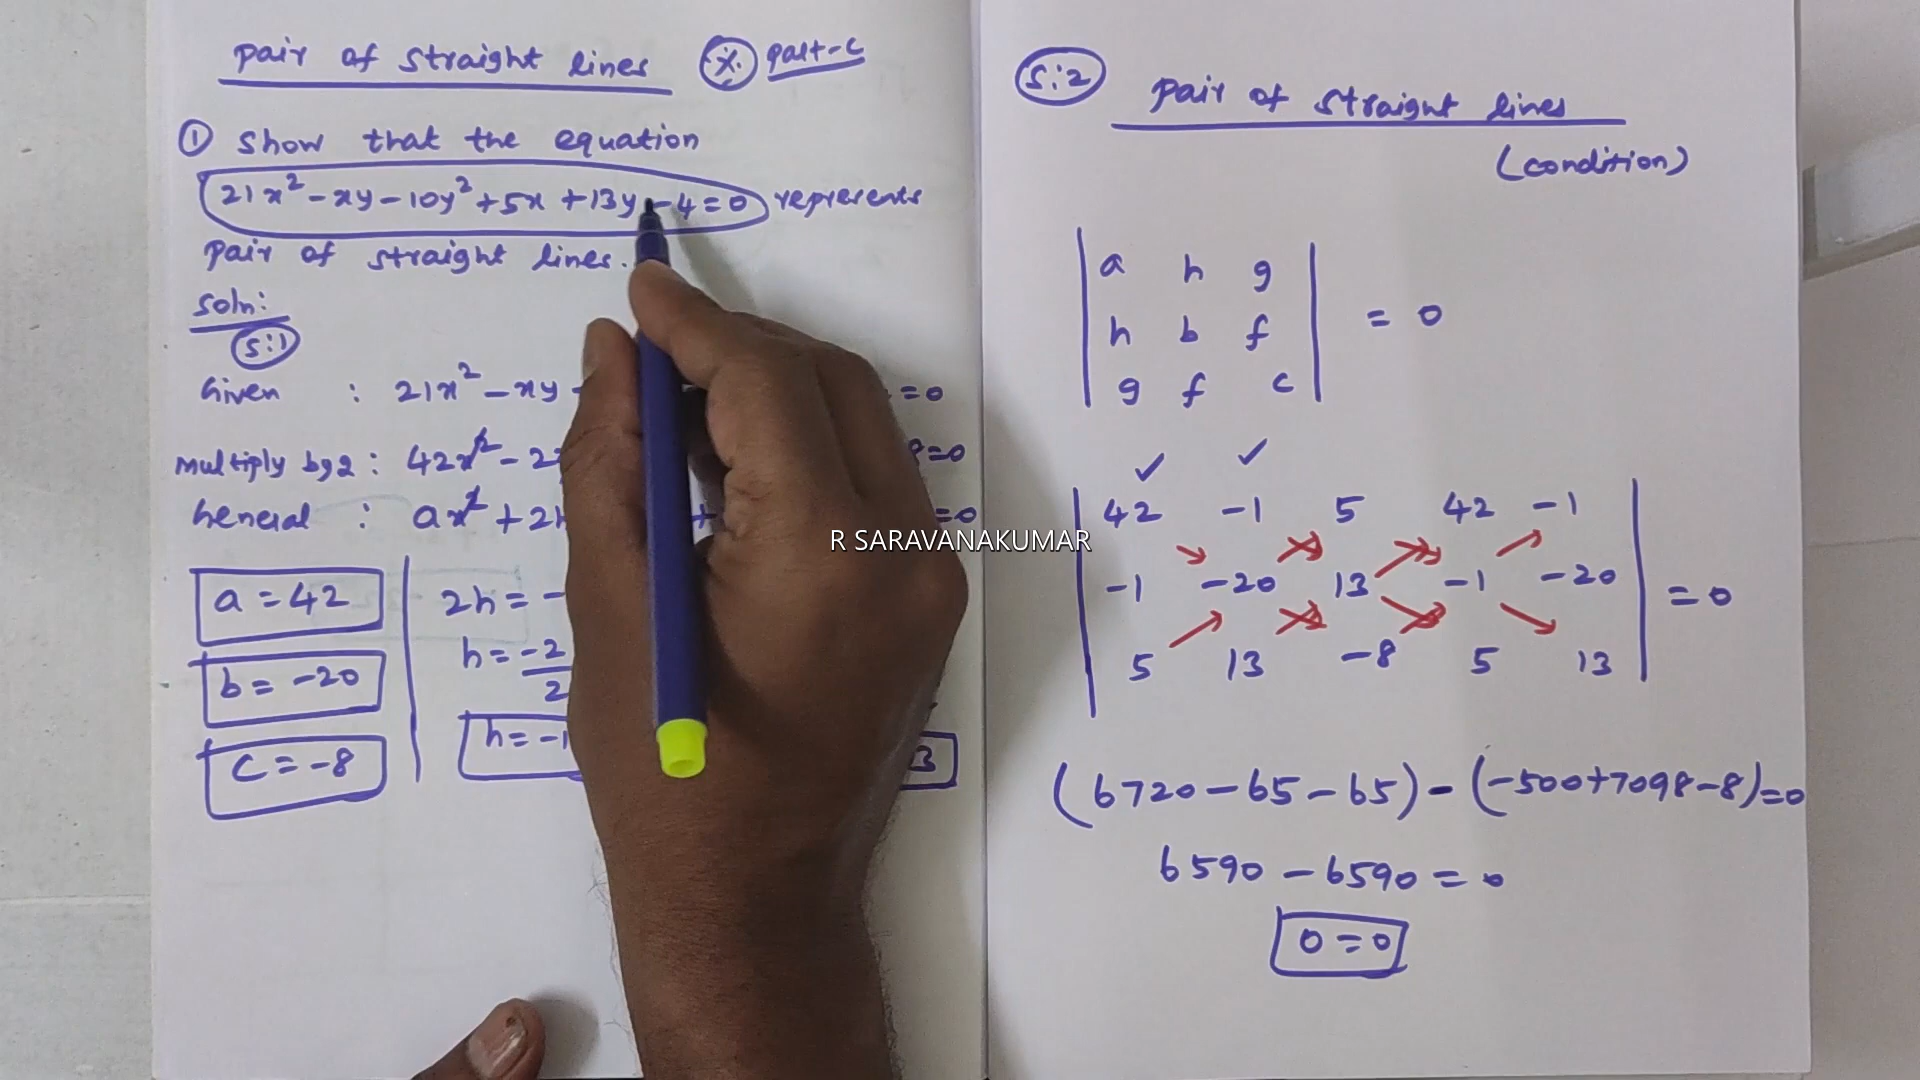 Pair of straight lines ※ part-C
① Show that the equation
21x² - xy - 10y² + 5x + 13y - 4 = 0 represents
pair of straight lines.
Soln:
S:1
Given : 21x² - xy = 0
Multiply by 2 : 42x² - 2 8 = 0
General : ax² + 2h + = 0
a = 42
b = -20
c = -8
2h = -
h = -2/2
h = -1
3
S:2
Pair of straight lines
(condition)
a h g
h b f = 0
g f c
✓ ✓
42 -1 5 42 -1
-1 -20 13 -1 -20 = 0
5 13 -8 5 13
(6720 - 65 - 65) - (-500 + 7098 - 8) = 0
6590 - 6590 = 0
0 = 0
R SARAVANAKUMAR